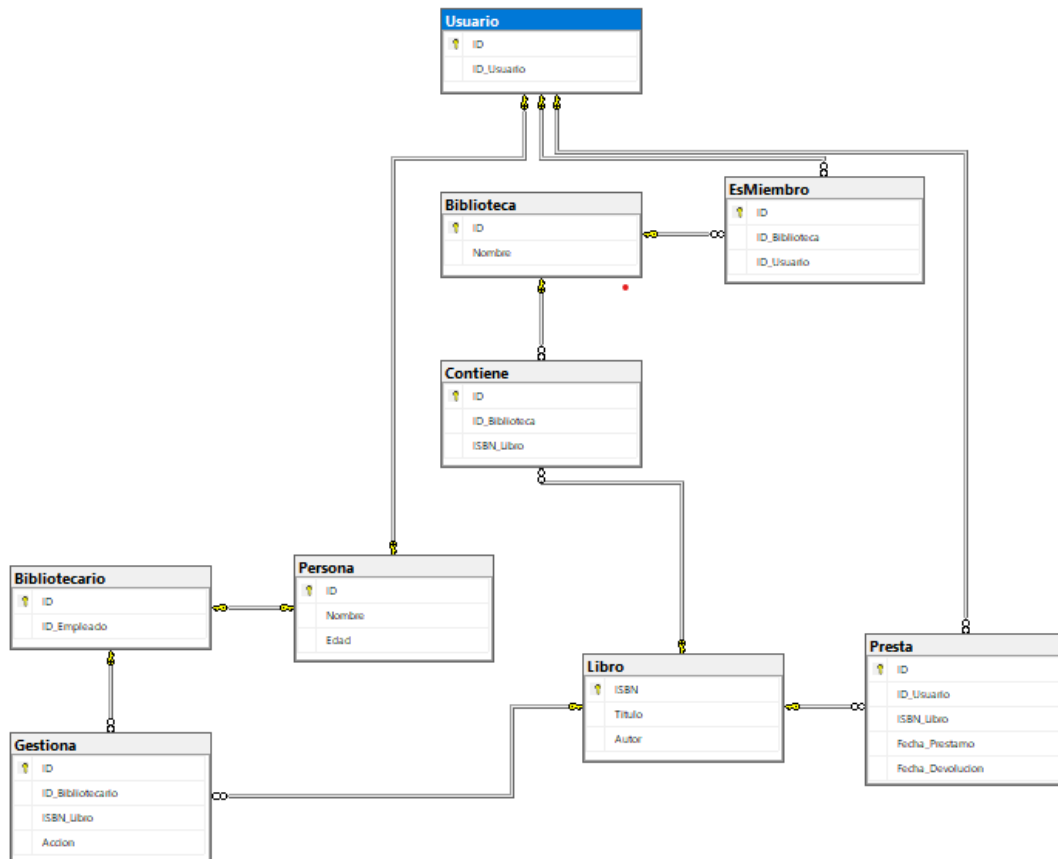 Usuario
ID
ID_Usuario
EsMiembro
ID
ID_Biblioteca
ID_Usuario
Biblioteca
ID
Nombre
Contiene
ID
ID_Biblioteca
ISBN_Libro
Persona
ID
Nombre
Edad
Bibliotecario
ID
ID_Empleado
Libro
ISBN
Titulo
Autor
Presta
ID
ID_Usuario
ISBN_Libro
Fecha_Prestamo
Fecha_Devolucion
Gestiona
ID
ID_Bibliotecario
ISBN_Libro
Accion